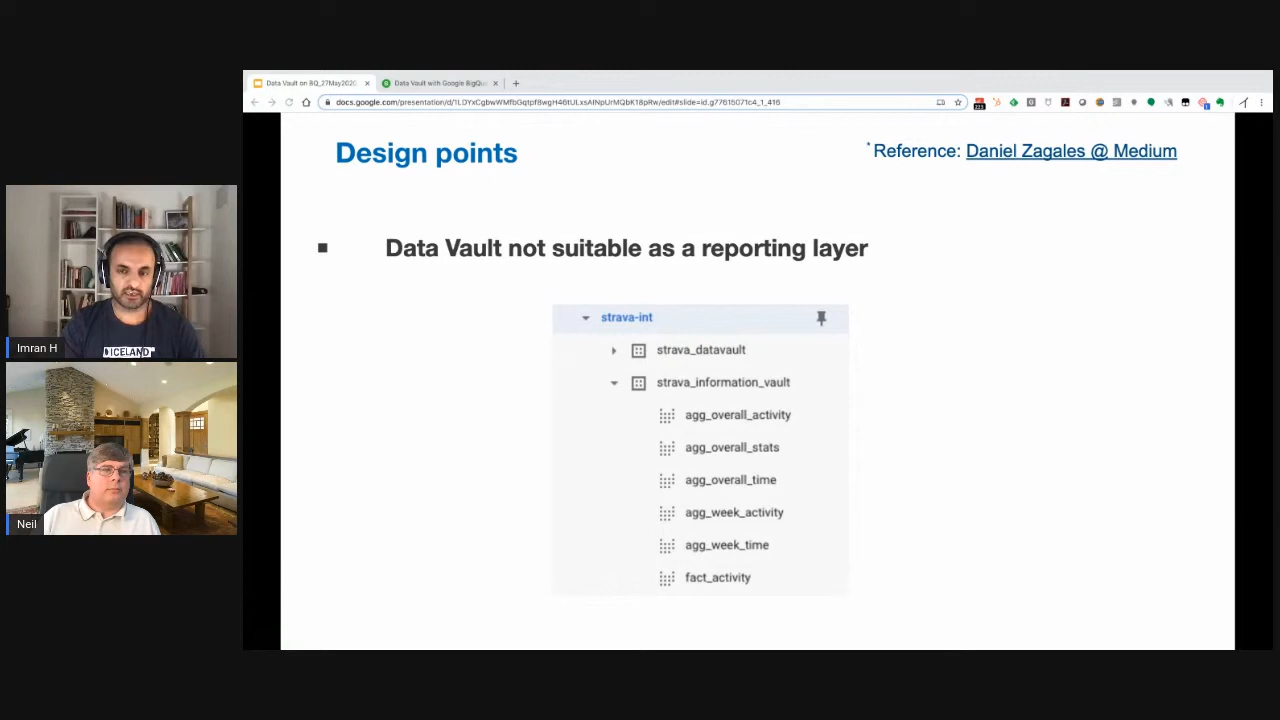 Data Vault on BQ_27May2020
Data Vault with Google BigQu
Design points
* Reference: Daniel Zagales @ Medium
Data Vault not suitable as a reporting layer
strava-int
strava_datavault
strava_information_vault
agg_overall_activity
agg_overall_stats
agg_overall_time
agg_week_activity
agg_week_time
fact_activity
ICELAND
Imran H
Neil